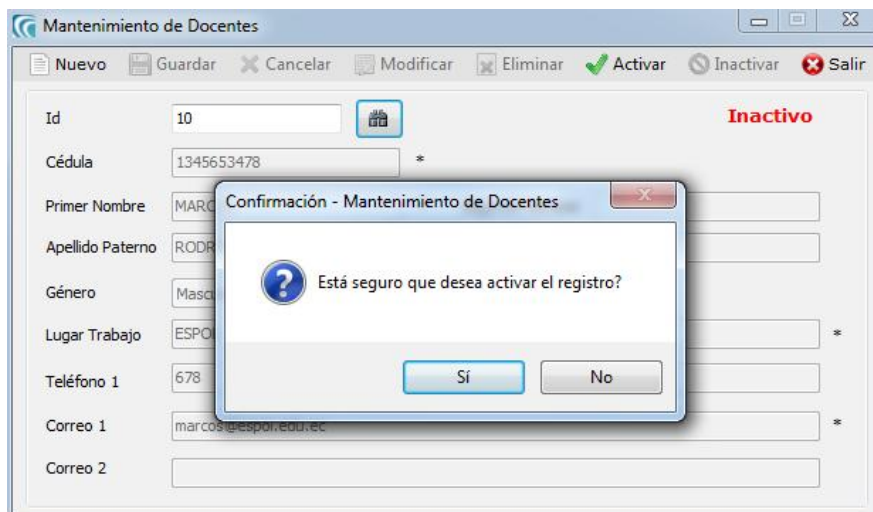 Mantenimiento de Docentes
Nuevo Guardar Cancelar Modificar Eliminar Activar Inactivar Salir
Id 10 Inactivo
Cédula 1345653478 *
Confirmación - Mantenimiento de Docentes
Primer Nombre MARC
Apellido Paterno RODR
Está seguro que desea activar el registro?
Género Mascu
Lugar Trabajo ESPOL *
Teléfono 1 678
Sí No
Correo 1 marcos@espol.edu.ec *
Correo 2